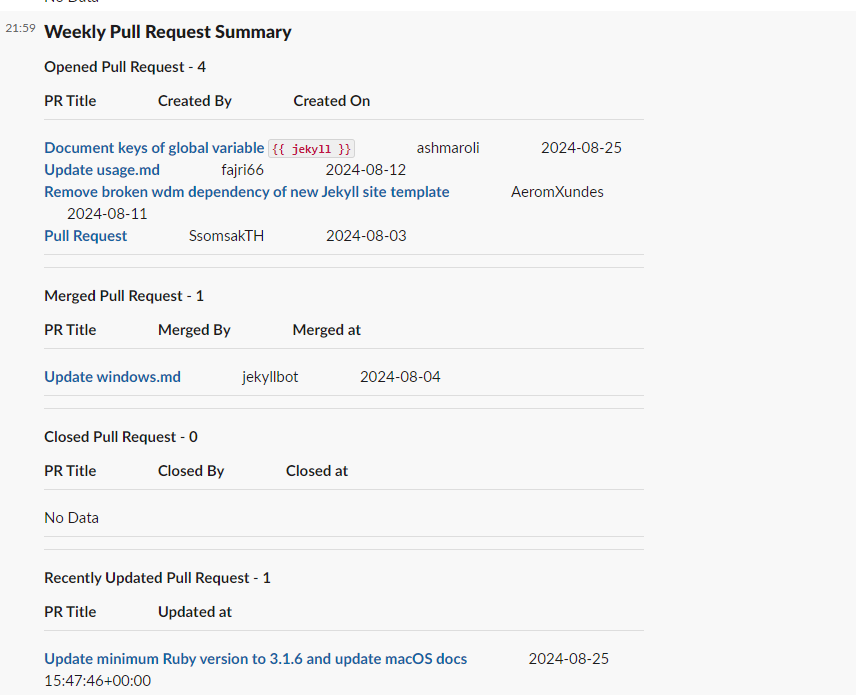 No Data
21:59 Weekly Pull Request Summary
Opened Pull Request - 4
PR Title Created By Created On
Document keys of global variable {{ jekyll }} ashmaroli 2024-08-25
Update usage.md fajri66 2024-08-12
Remove broken wdm dependency of new Jekyll site template AeromXundes
2024-08-11
Pull Request SsomsakTH 2024-08-03
Merged Pull Request - 1
PR Title Merged By Merged at
Update windows.md jekyllbot 2024-08-04
Closed Pull Request - 0
PR Title Closed By Closed at
No Data
Recently Updated Pull Request - 1
PR Title Updated at
Update minimum Ruby version to 3.1.6 and update macOS docs 2024-08-25
15:47:46+00:00